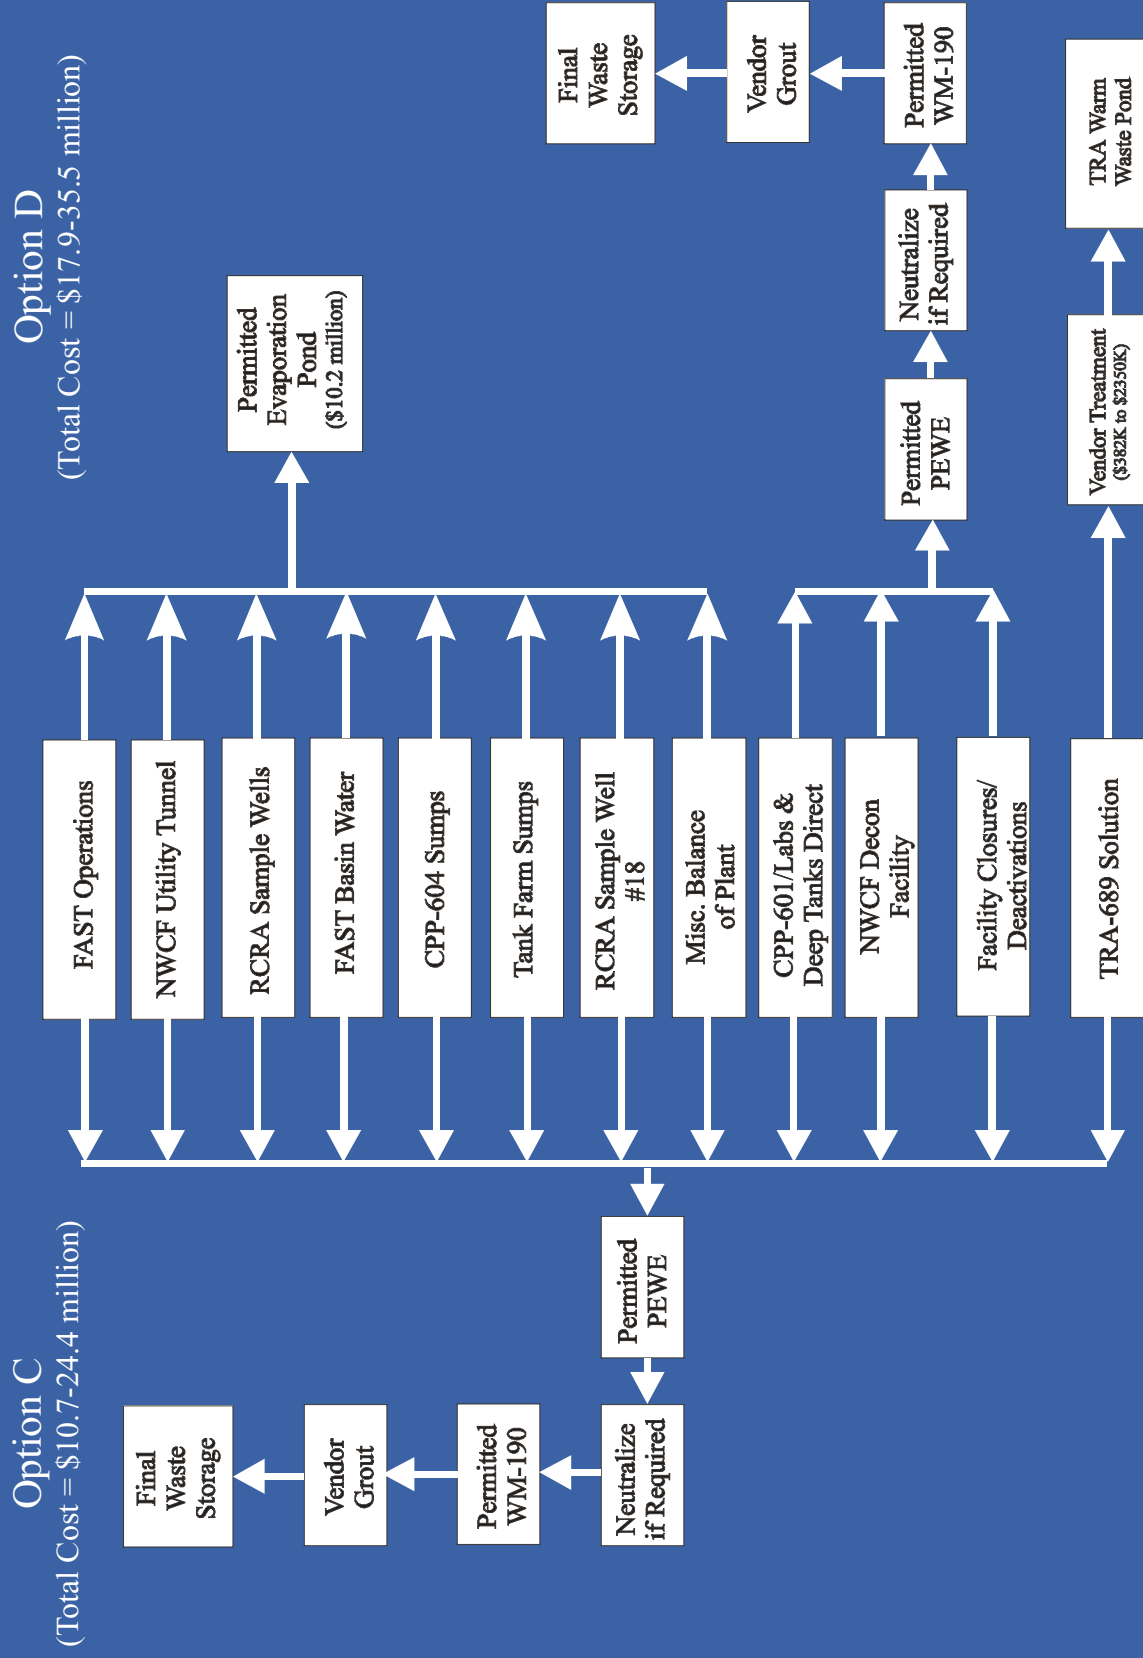 Option C
(Total Cost = $10.7-24.4 million)
Final
Waste
Storage
Vendor
Grout
Permitted
WM-190
Neutralize
if Required
Permitted
PEWE
FAST Operations
NWCF Utility Tunnel
RCRA Sample Wells
FAST Basin Water
CPP-604 Sumps
Tank Farm Sumps
RCRA Sample Well
#18
Misc. Balance
of Plant
CPP-601/Labs &
Deep Tanks Direct
NWCF Decon
Facility
Facility Closures/
Deactivations
TRA-689 Solution
Option D
(Total Cost = $17.9-35.5 million)
Permitted
Evaporation
Pond
($10.2 million)
Permitted
PEWE
Neutralize
if Required
Permitted
WM-190
Vendor
Grout
Final
Waste
Storage
Vendor Treatment
($382K to $2350K)
TRA Warm
Waste Pond